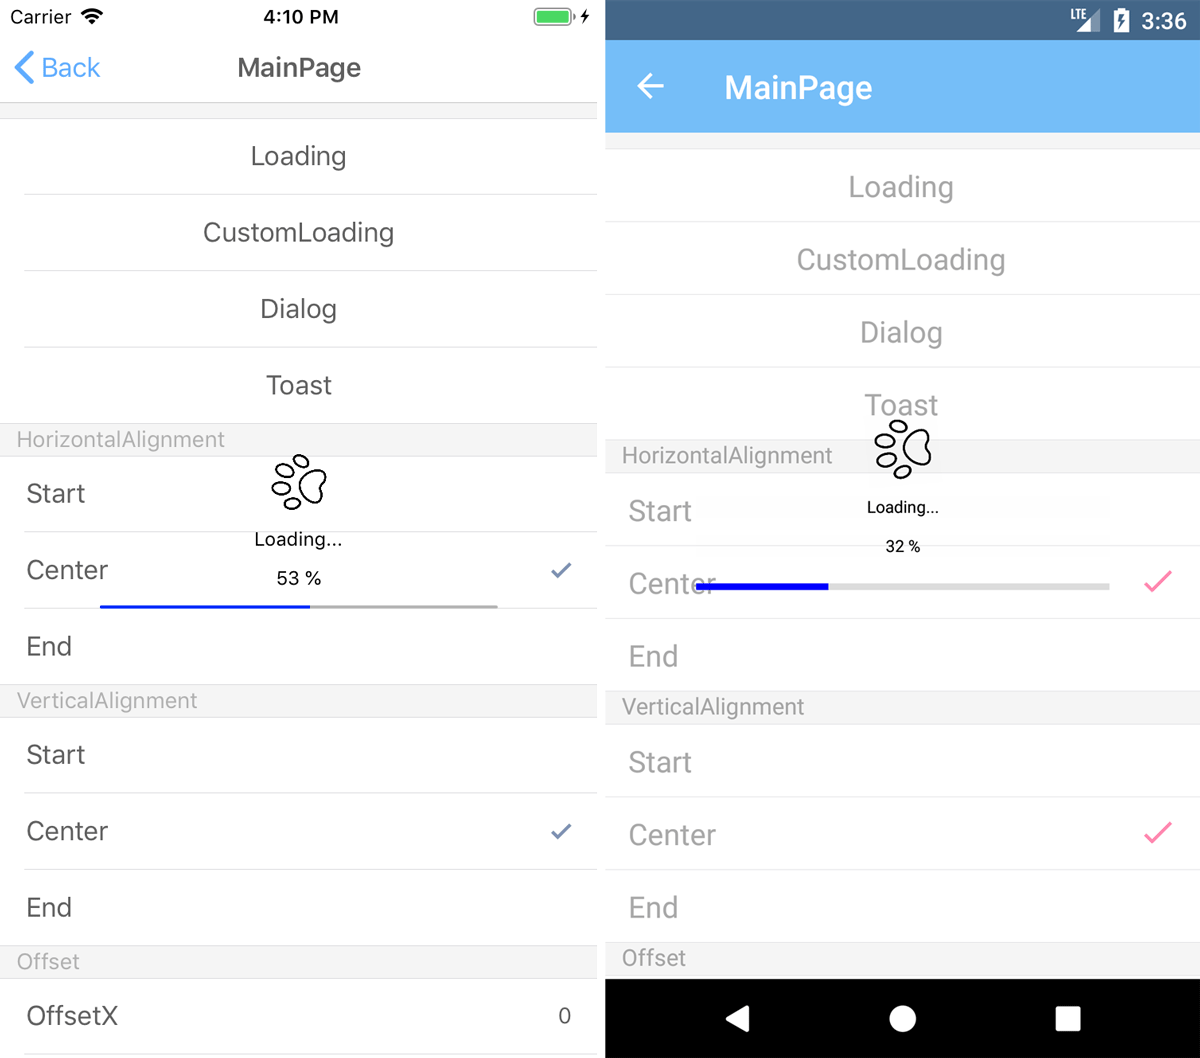 Carrier 4:10 PM
Back MainPage
Loading
CustomLoading
Dialog
Toast
HorizontalAlignment
Start
Loading...
Center
53 %
End
VerticalAlignment
Start
Center
End
Offset
OffsetX 0
LTE 3:36
MainPage
Loading
CustomLoading
Dialog
Toast
HorizontalAlignment
Start
Loading...
32 %
Center
End
VerticalAlignment
Start
Center
End
Offset